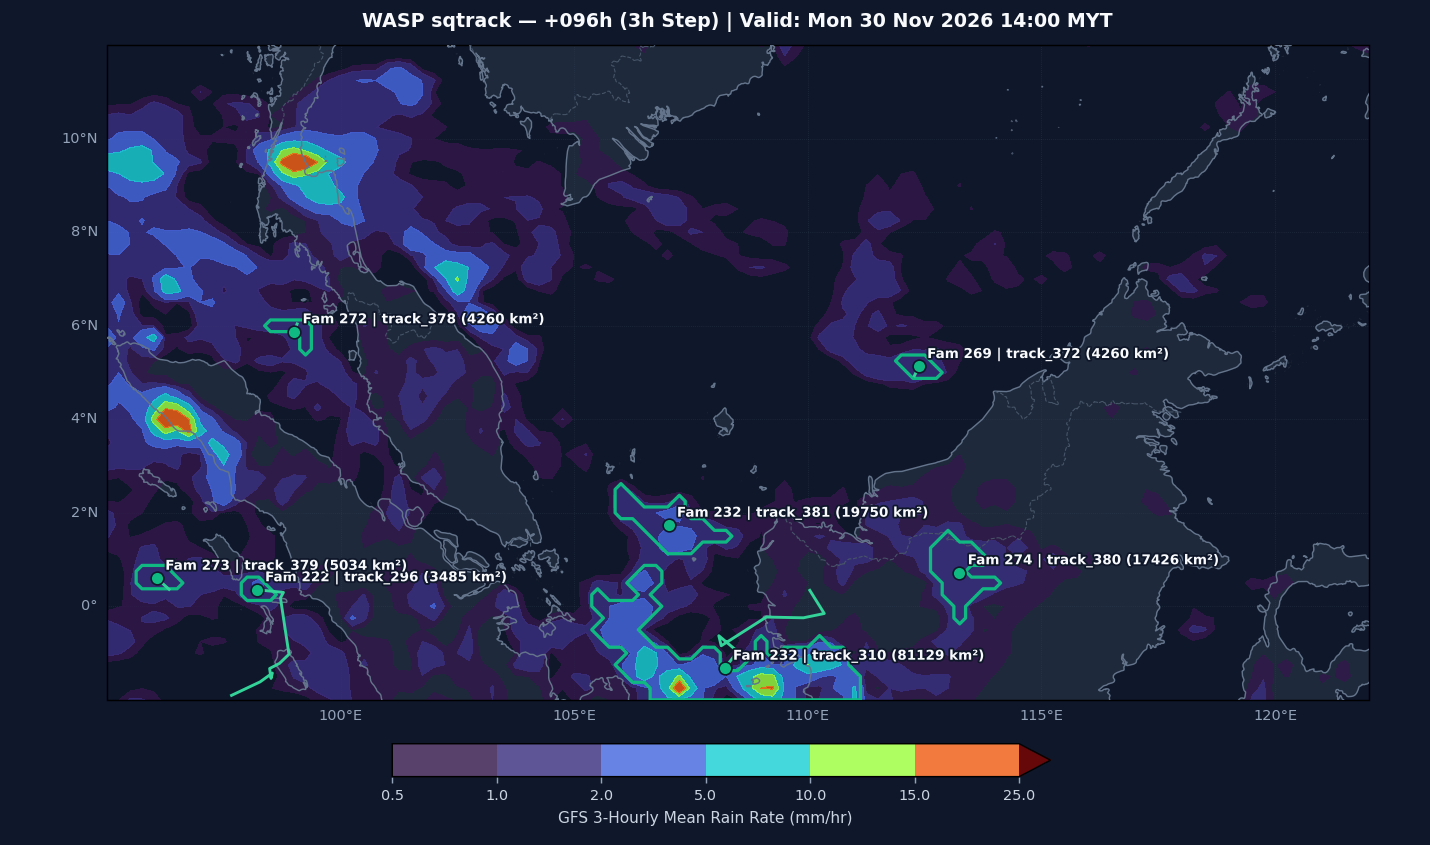 WASP sqtrack — +096h (3h Step) | Valid: Mon 30 Nov 2026 14:00 MYT
10°N
8°N
6°N
4°N
2°N
0°
Fam 272 | track_378 (4260 km²)
Fam 269 | track_372 (4260 km²)
Fam 232 | track_381 (19750 km²)
Fam 274 | track_380 (17426 km²)
Fam 273 | track_379 (5034 km²)
Fam 222 | track_296 (3485 km²)
Fam 232 | track_310 (81129 km²)
100°E 105°E 110°E 115°E 120°E
0.5 1.0 2.0 5.0 10.0 15.0 25.0
GFS 3-Hourly Mean Rain Rate (mm/hr)